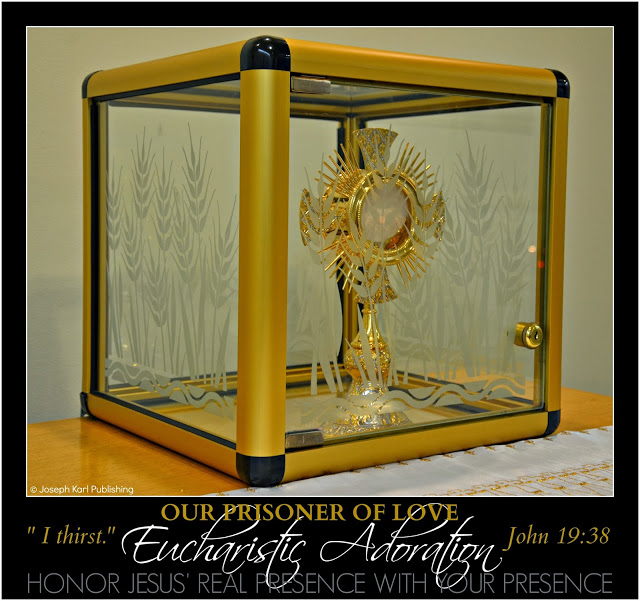 © Joseph Karl Publishing
OUR PRISONER OF LOVE
" I thirst." Eucharistic Adoration John 19:38
HONOR JESUS' REAL PRESENCE WITH YOUR PRESENCE